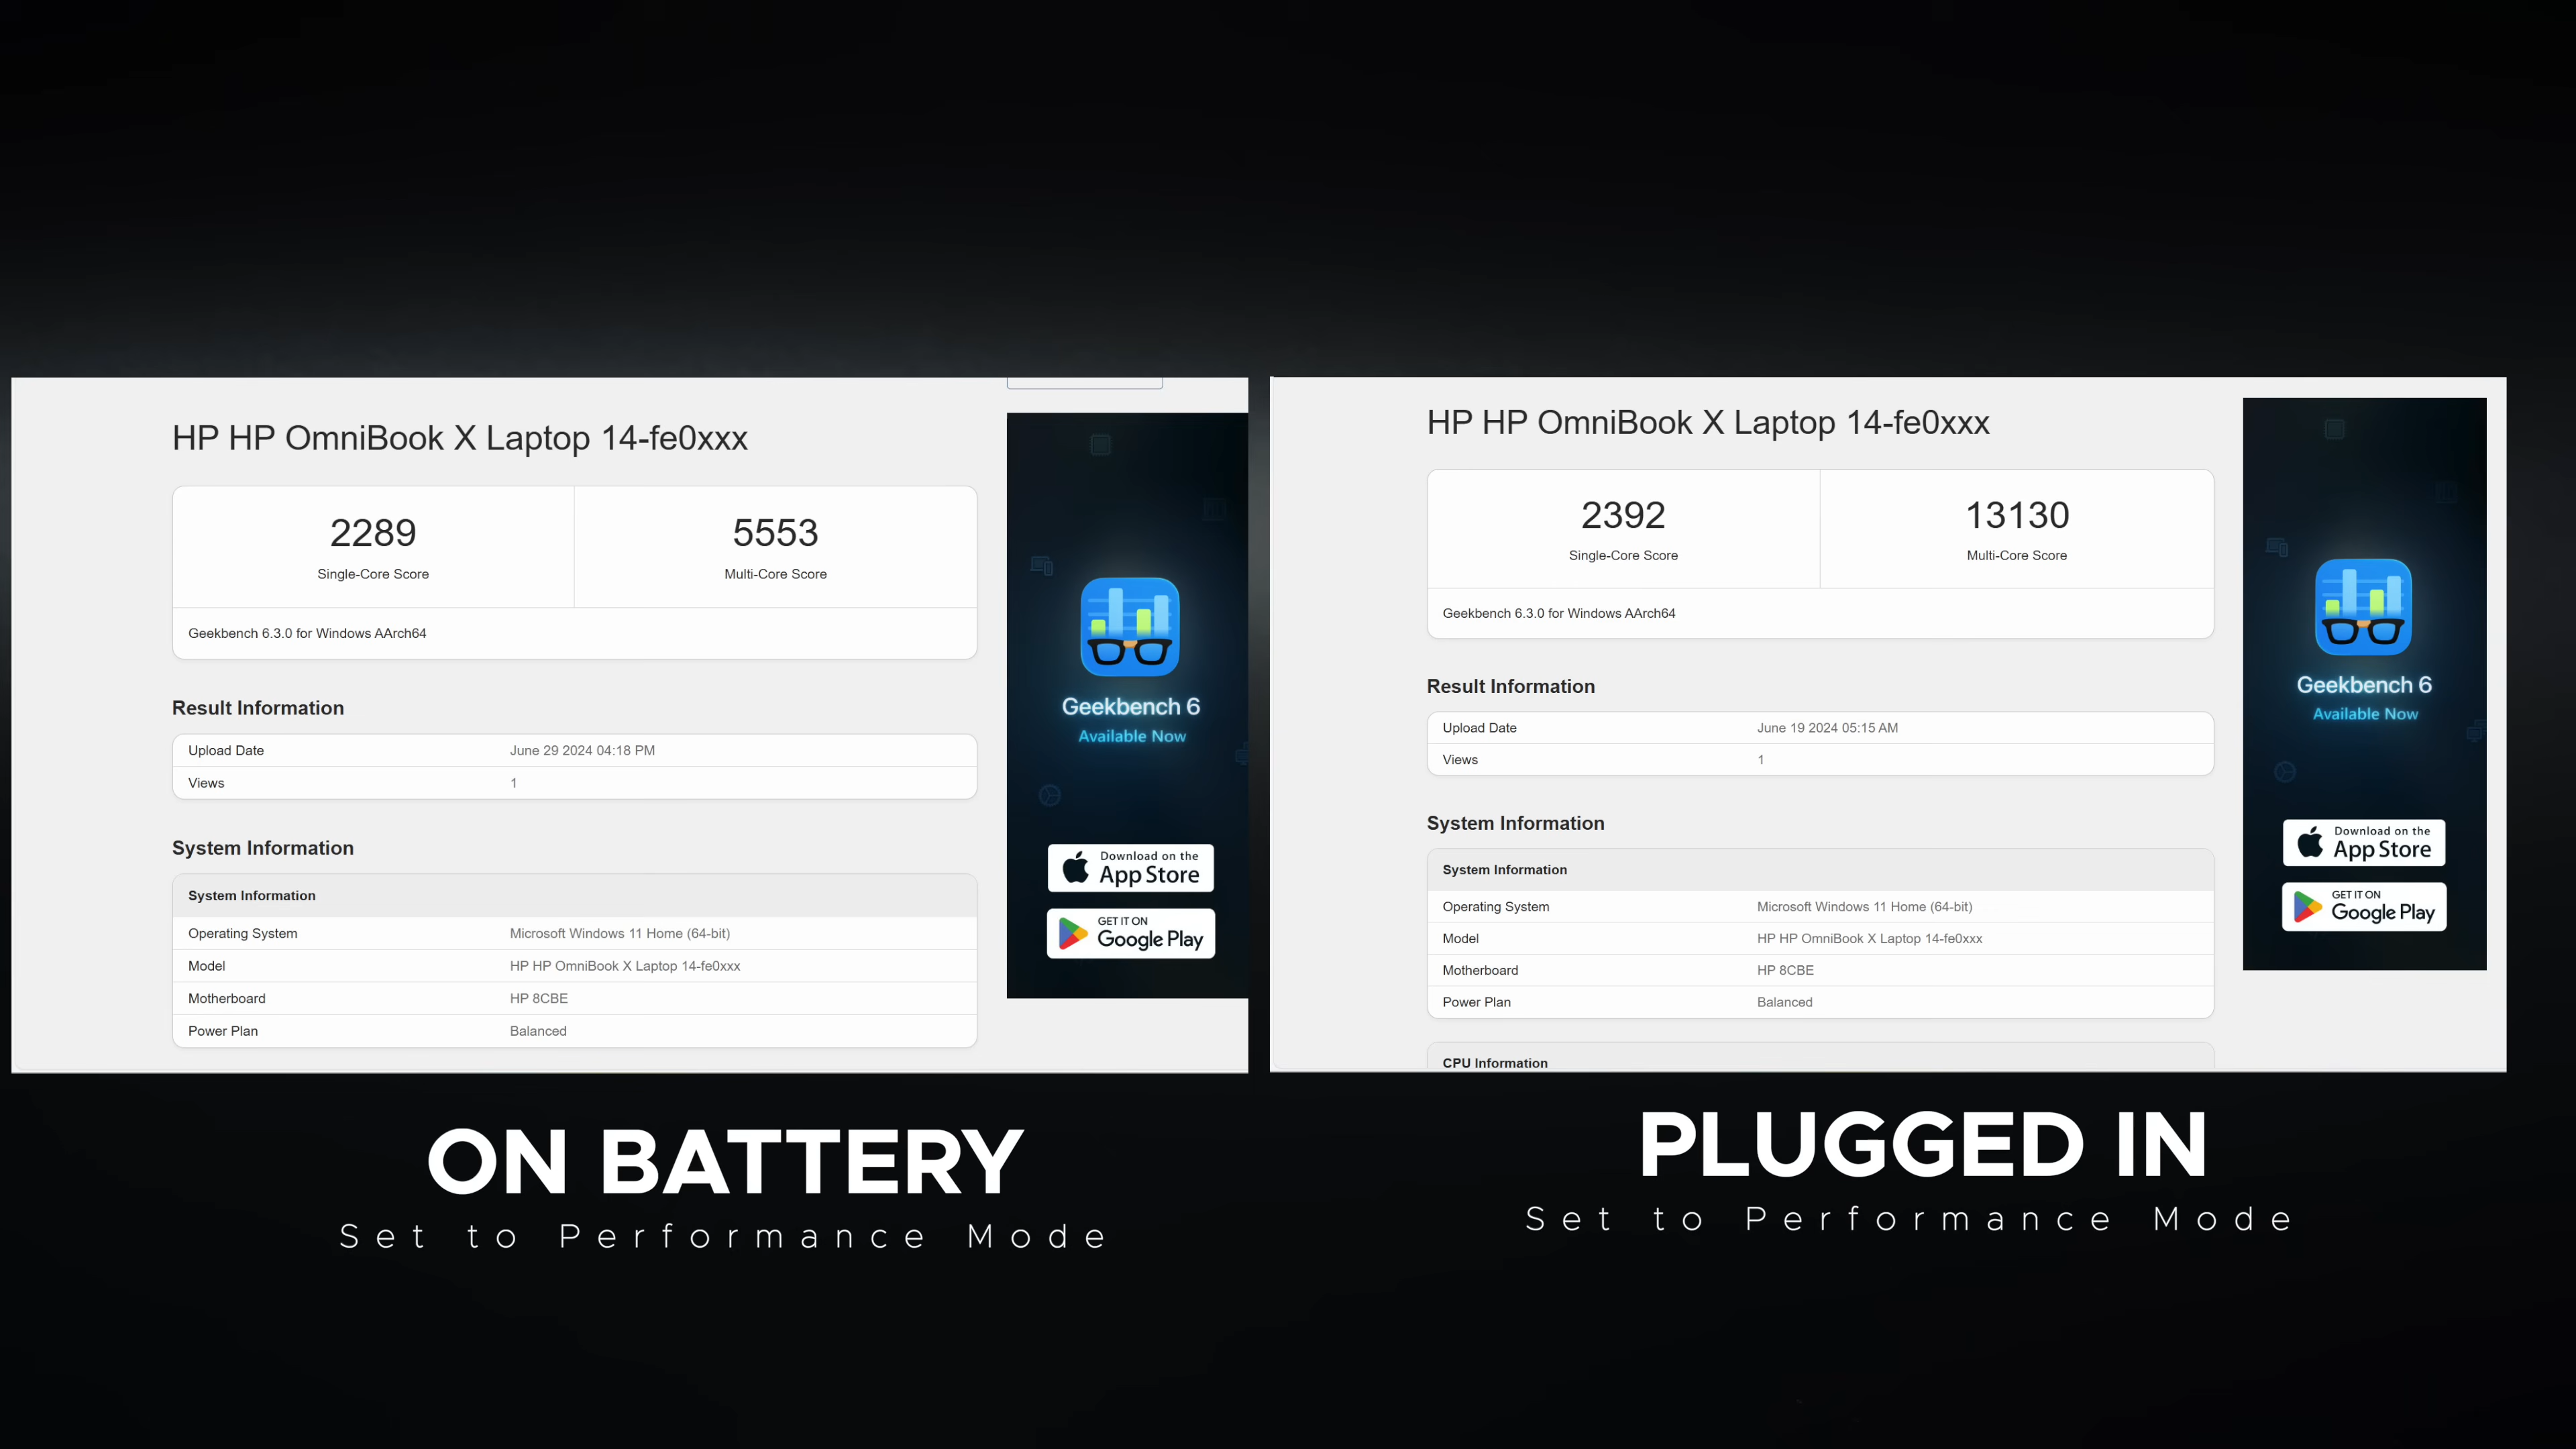 HP HP OmniBook X Laptop 14-fe0xxx
2289
Single-Core Score
5553
Multi-Core Score
Geekbench 6.3.0 for Windows AArch64
Result Information
Upload Date June 29 2024 04:18 PM
Views 1
System Information
System Information
Operating System Microsoft Windows 11 Home (64-bit)
Model HP HP OmniBook X Laptop 14-fe0xxx
Motherboard HP 8CBE
Power Plan Balanced
Geekbench 6
Available Now
Download on the
App Store
GET IT ON
Google Play
ON BATTERY
Set to Performance Mode
HP HP OmniBook X Laptop 14-fe0xxx
2392
Single-Core Score
13130
Multi-Core Score
Geekbench 6.3.0 for Windows AArch64
Result Information
Upload Date June 19 2024 05:15 AM
Views 1
System Information
System Information
Operating System Microsoft Windows 11 Home (64-bit)
Model HP HP OmniBook X Laptop 14-fe0xxx
Motherboard HP 8CBE
Power Plan Balanced
CPU Information
Geekbench 6
Available Now
Download on the
App Store
GET IT ON
Google Play
PLUGGED IN
Set to Performance Mode